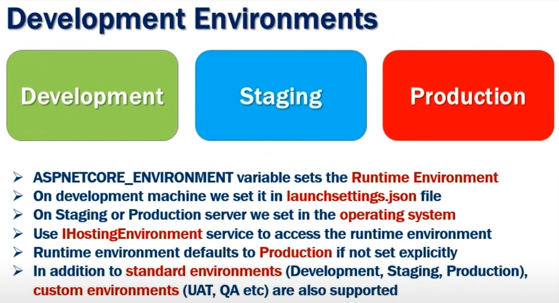 Development Environments
Development
Staging
Production
➢ ASPNETCORE_ENVIRONMENT variable sets the Runtime Environment
➢ On development machine we set it in launchsettings.json file
➢ On Staging or Production server we set in the operating system
➢ Use IHostingEnvironment service to access the runtime environment
➢ Runtime environment defaults to Production if not set explicitly
➢ In addition to standard environments (Development, Staging, Production),
custom environments (UAT, QA etc) are also supported